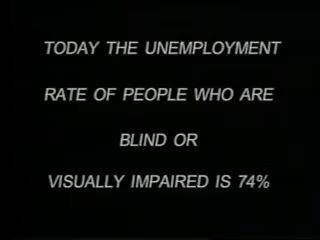 TODAY THE UNEMPLOYMENT
RATE OF PEOPLE WHO ARE
BLIND OR
VISUALLY IMPAIRED IS 74%